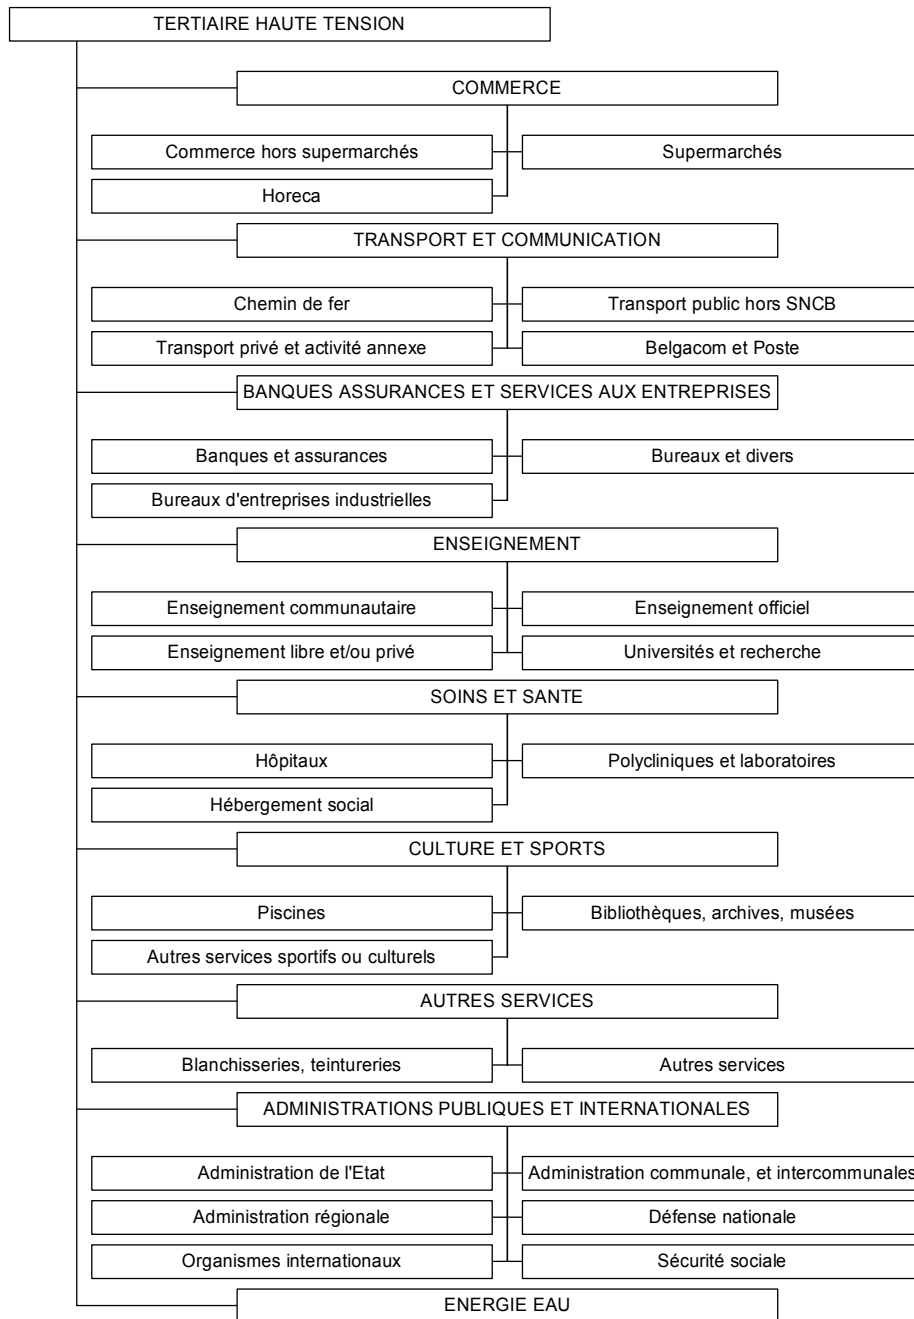 TERTIAIRE HAUTE TENSION
COMMERCE
Commerce hors supermarchés
Supermarchés
Horeca
TRANSPORT ET COMMUNICATION
Chemin de fer
Transport public hors SNCB
Transport privé et activité annexe
Belgacom et Poste
BANQUES ASSURANCES ET SERVICES AUX ENTREPRISES
Banques et assurances
Bureaux et divers
Bureaux d'entreprises industrielles
ENSEIGNEMENT
Enseignement communautaire
Enseignement officiel
Enseignement libre et/ou privé
Universités et recherche
SOINS ET SANTE
Hôpitaux
Polycliniques et laboratoires
Hébergement social
CULTURE ET SPORTS
Piscines
Bibliothèques, archives, musées
Autres services sportifs ou culturels
AUTRES SERVICES
Blanchisseries, teintureries
Autres services
ADMINISTRATIONS PUBLIQUES ET INTERNATIONALES
Administration de l'Etat
Administration communale, et intercommunales
Administration régionale
Défense nationale
Organismes internationaux
Sécurité sociale
ENERGIE EAU